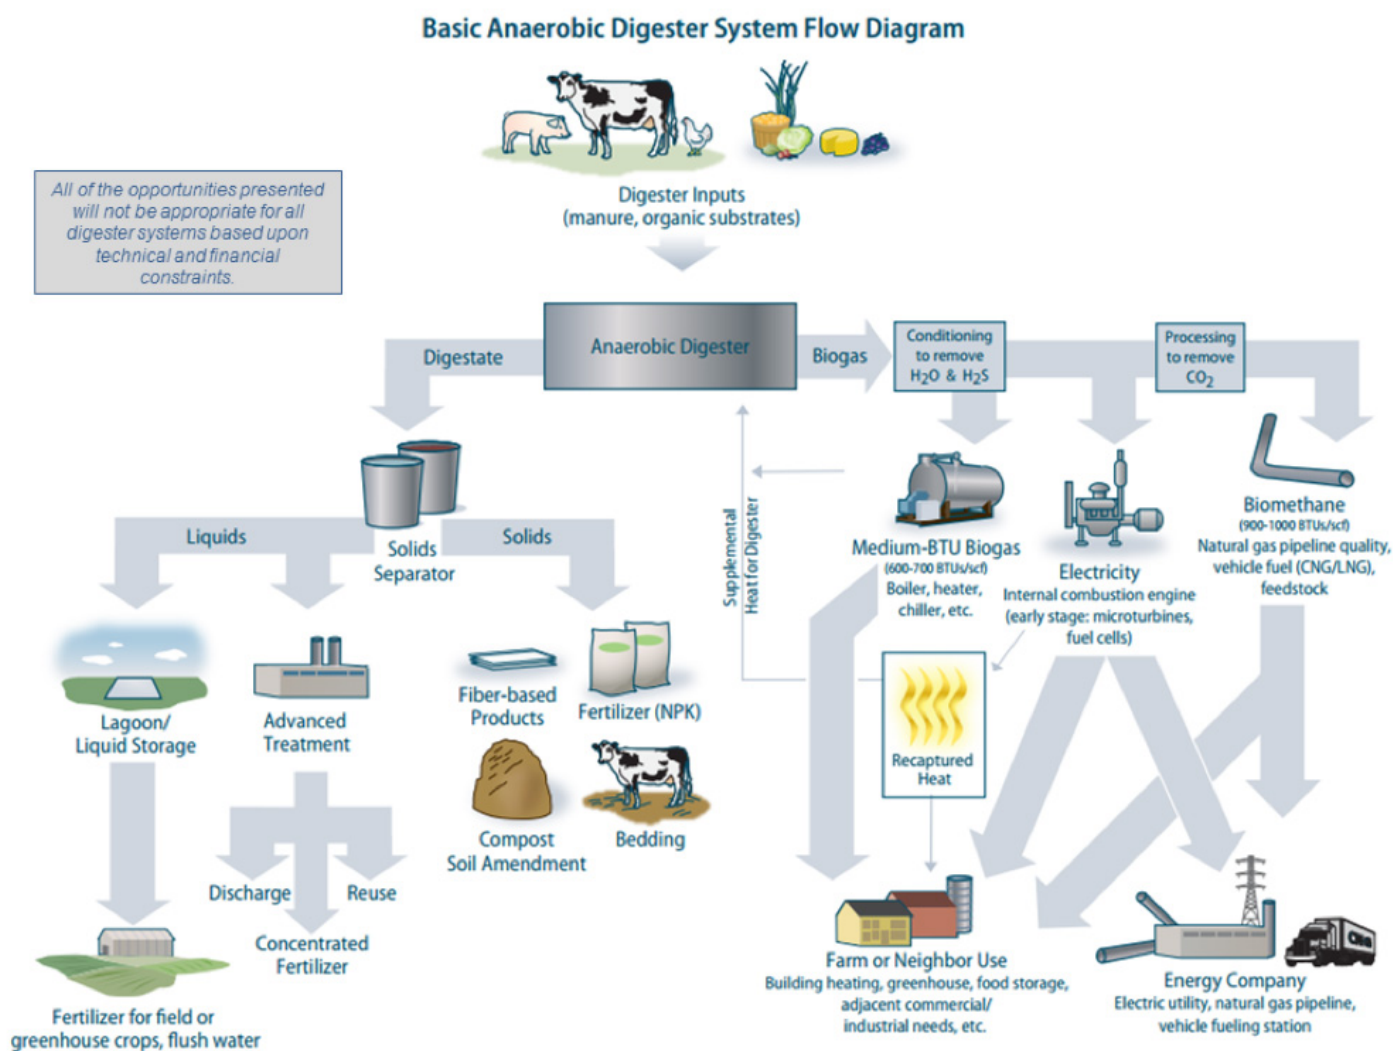 Basic Anaerobic Digester System Flow Diagram
All of the opportunities presented
will not be appropriate for all
digester systems based upon
technical and financial
constraints.
Digester Inputs
(manure, organic substrates)
Digestate
Anaerobic Digester
Biogas
Conditioning
to remove
H₂O & H₂S
Processing
to remove
CO₂
Liquids
Solids
Separator
Solids
Supplemental
Heat for Digester
Medium-BTU Biogas
(600-700 BTUs/scf)
Boiler, heater,
chiller, etc.
Electricity
Internal combustion engine
(early stage: microturbines,
fuel cells)
Biomethane
(900-1000 BTUs/scf)
Natural gas pipeline quality,
vehicle fuel (CNG/LNG),
feedstock
Lagoon/
Liquid Storage
Advanced
Treatment
Fiber-based
Products
Fertilizer (NPK)
Compost
Soil Amendment
Bedding
Recaptured
Heat
Discharge
Reuse
Concentrated
Fertilizer
Fertilizer for field or
greenhouse crops, flush water
Farm or Neighbor Use
Building heating, greenhouse, food storage,
adjacent commercial/
industrial needs, etc.
CNG
Energy Company
Electric utility, natural gas pipeline,
vehicle fueling station